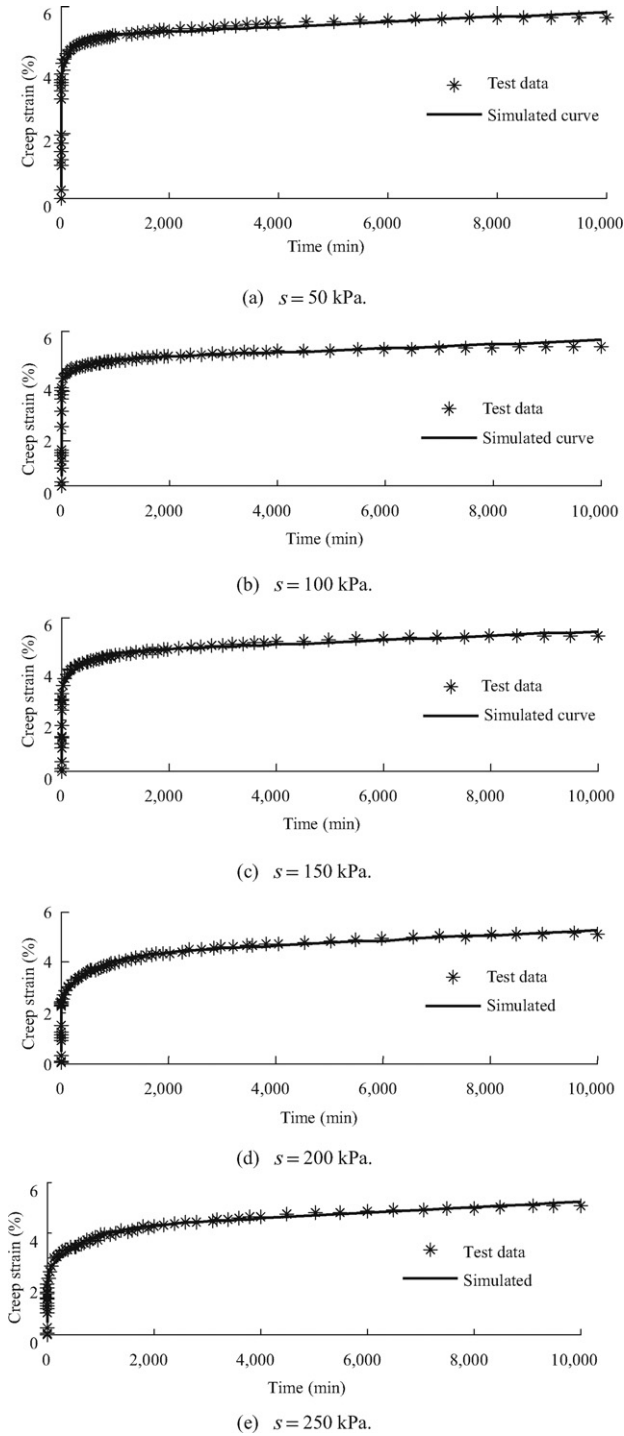 6
4
2
0
Creep strain (%)
Test data
Simulated curve
0 2,000 4,000 6,000 8,000 10,000
Time (min)
(a) s = 50 kPa.
6
4
2
0
Creep strain (%)
Test data
Simulated curve
0 2,000 4,000 6,000 8,000 10,000
Time (min)
(b) s = 100 kPa.
6
4
2
0
Creep strain (%)
Test data
Simulated curve
0 2,000 4,000 6,000 8,000 10,000
Time (min)
(c) s = 150 kPa.
6
4
2
0
Creep strain (%)
Test data
Simulated
0 2,000 4,000 6,000 8,000 10,000
Time (min)
(d) s = 200 kPa.
6
4
2
0
Creep strain (%)
Test data
Simulated
0 2,000 4,000 6,000 8,000 10,000
Time (min)
(e) s = 250 kPa.